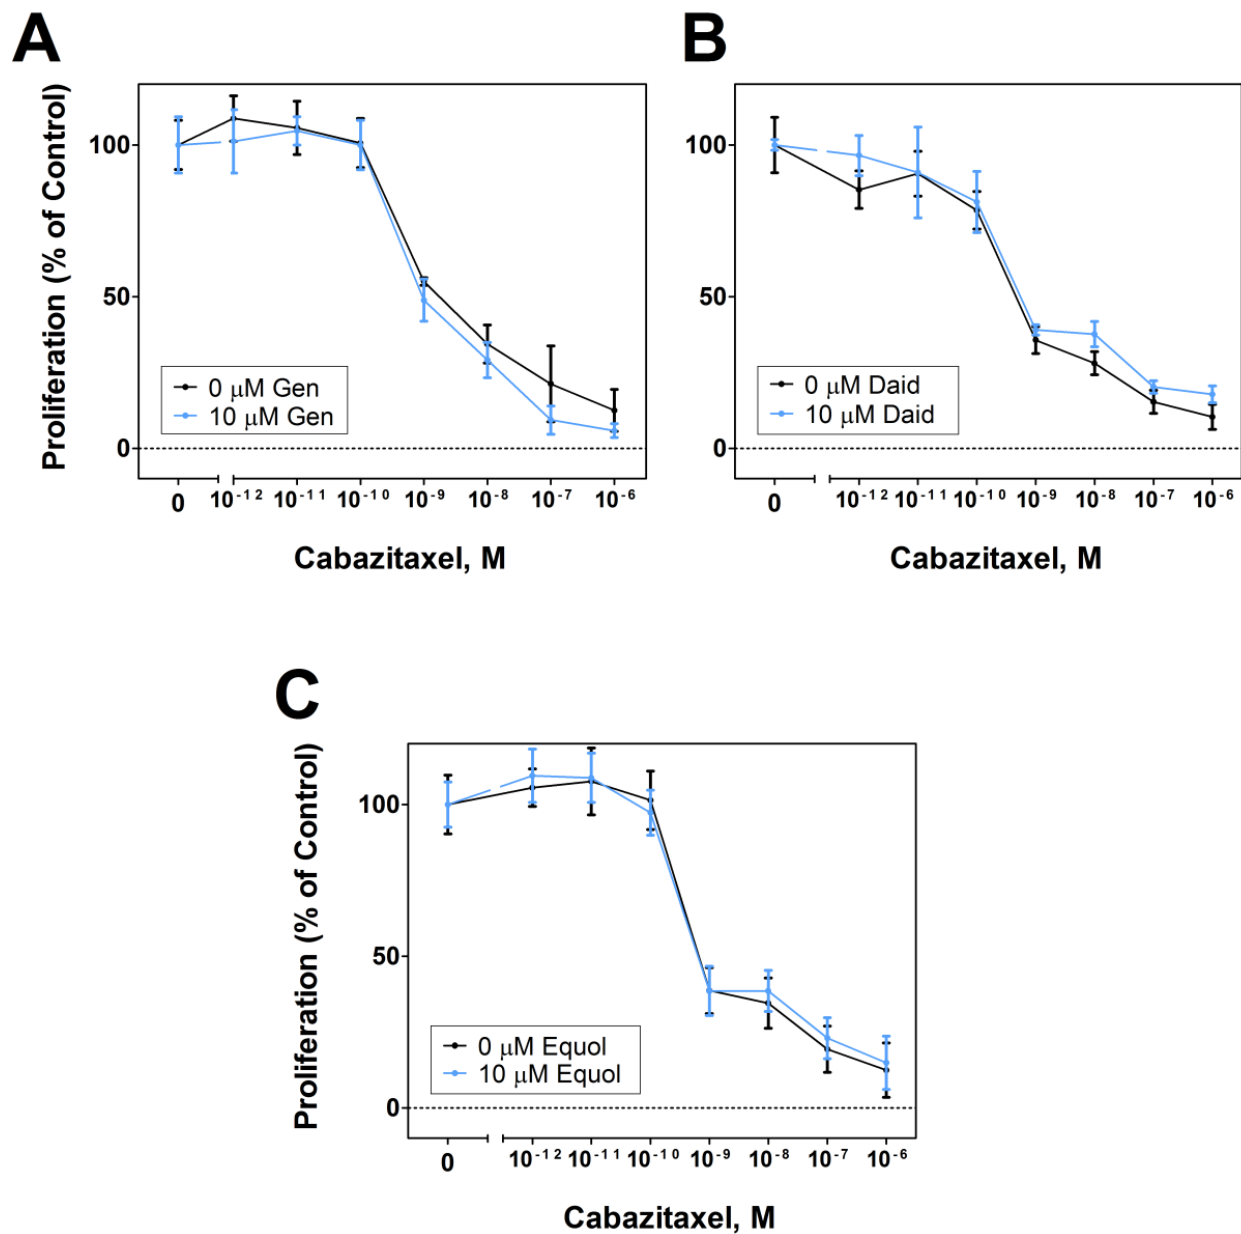 A
Proliferation (% of Control)
100
50
0
0 μM Gen
10 μM Gen
0 10⁻¹² 10⁻¹¹ 10⁻¹⁰ 10⁻⁹ 10⁻⁸ 10⁻⁷ 10⁻⁶
Cabazitaxel, M
B
100
50
0
0 μM Daid
10 μM Daid
0 10⁻¹² 10⁻¹¹ 10⁻¹⁰ 10⁻⁹ 10⁻⁸ 10⁻⁷ 10⁻⁶
Cabazitaxel, M
C
Proliferation (% of Control)
100
50
0
0 μM Equol
10 μM Equol
0 10⁻¹² 10⁻¹¹ 10⁻¹⁰ 10⁻⁹ 10⁻⁸ 10⁻⁷ 10⁻⁶
Cabazitaxel, M